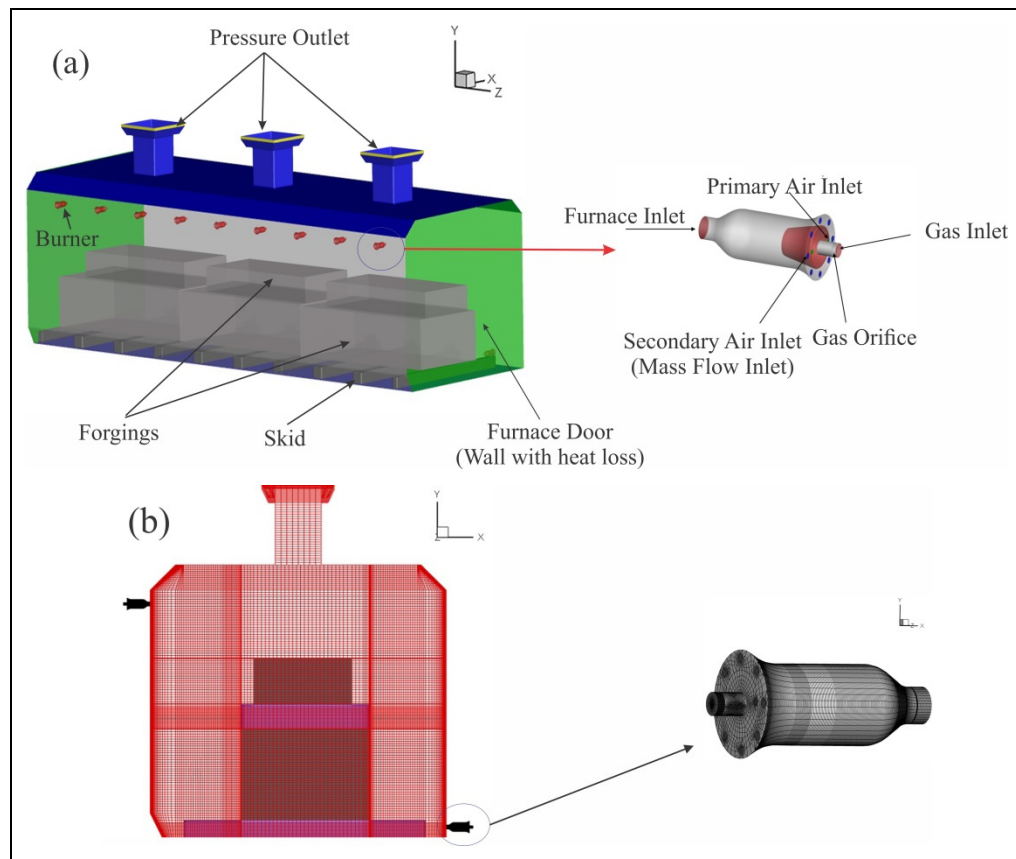 (a)
Pressure Outlet
Y
X
Z
Primary Air Inlet
Furnace Inlet
Gas Inlet
Burner
Secondary Air Inlet
(Mass Flow Inlet)
Gas Orifice
Forgings
Skid
Furnace Door
(Wall with heat loss)
(b)
Y
Z
X
Y
Z
X